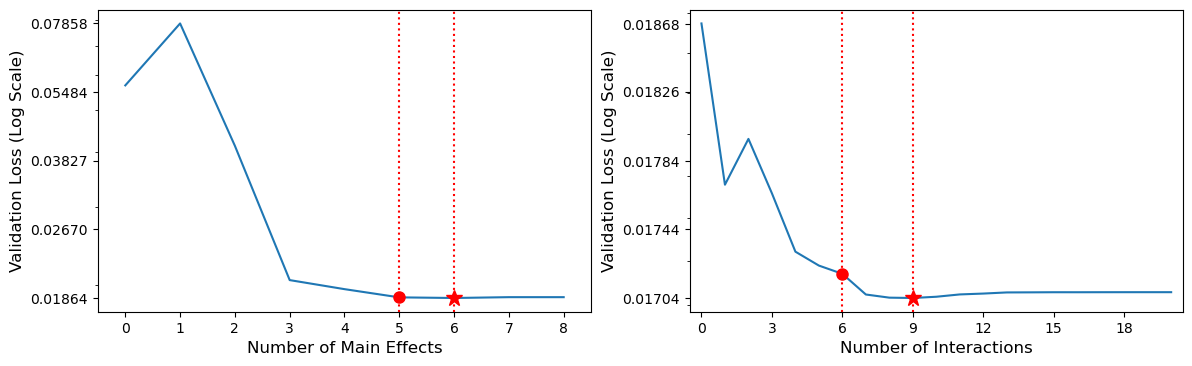 Validation Loss (Log Scale)
0.07858
0.05484
0.03827
0.02670
0.01864
0 1 2 3 4 5 6 7 8
Number of Main Effects
Validation Loss (Log Scale)
0.01868
0.01826
0.01784
0.01744
0.01704
0 3 6 9 12 15 18
Number of Interactions